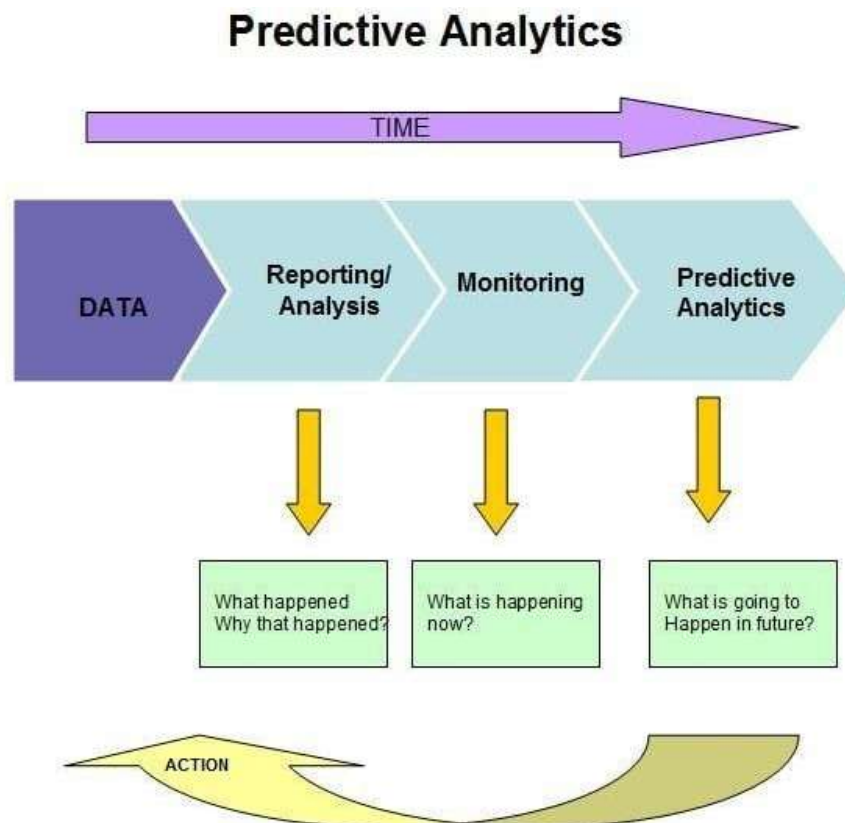 Predictive Analytics
TIME
DATA
Reporting/
Analysis
Monitoring
Predictive
Analytics
What happened
Why that happened?
What is happening
now?
What is going to
Happen in future?
ACTION